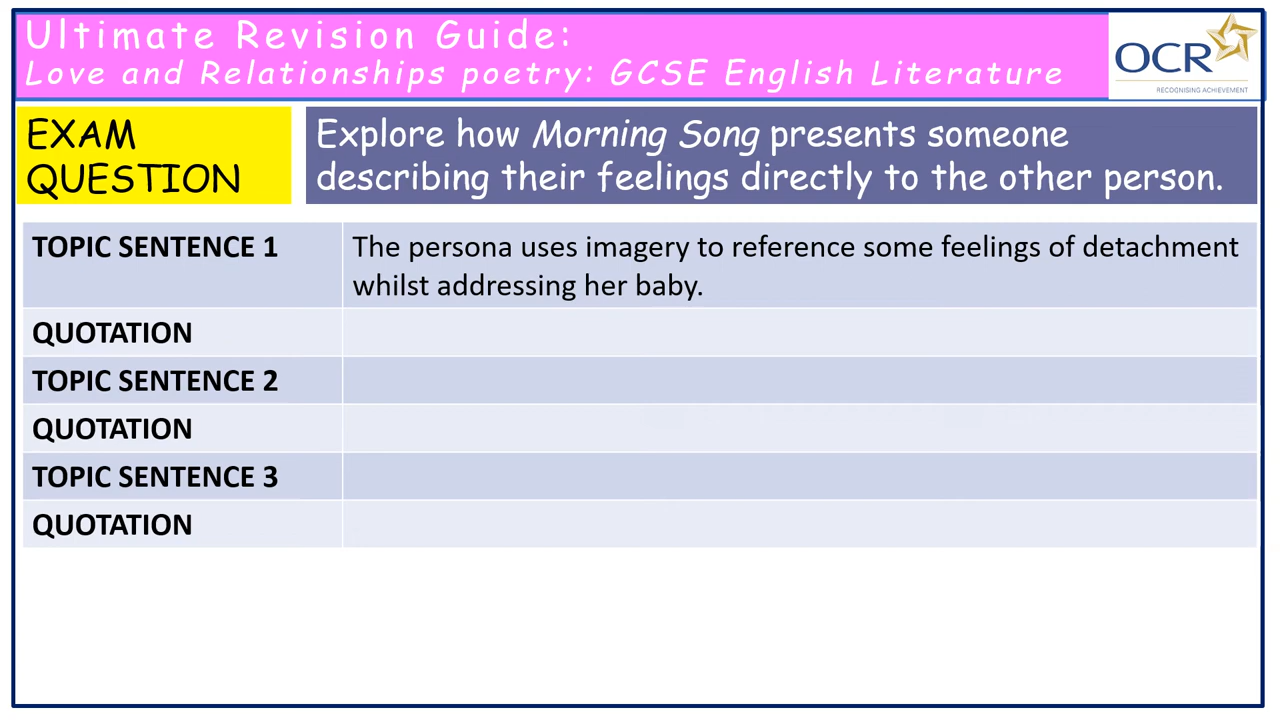 Ultimate Revision Guide:
Love and Relationships poetry: GCSE English Literature
OCR
RECOGNISING ACHIEVEMENT
EXAM
QUESTION
Explore how Morning Song presents someone
describing their feelings directly to the other person.
TOPIC SENTENCE 1
The persona uses imagery to reference some feelings of detachment
whilst addressing her baby.
QUOTATION
TOPIC SENTENCE 2
QUOTATION
TOPIC SENTENCE 3
QUOTATION